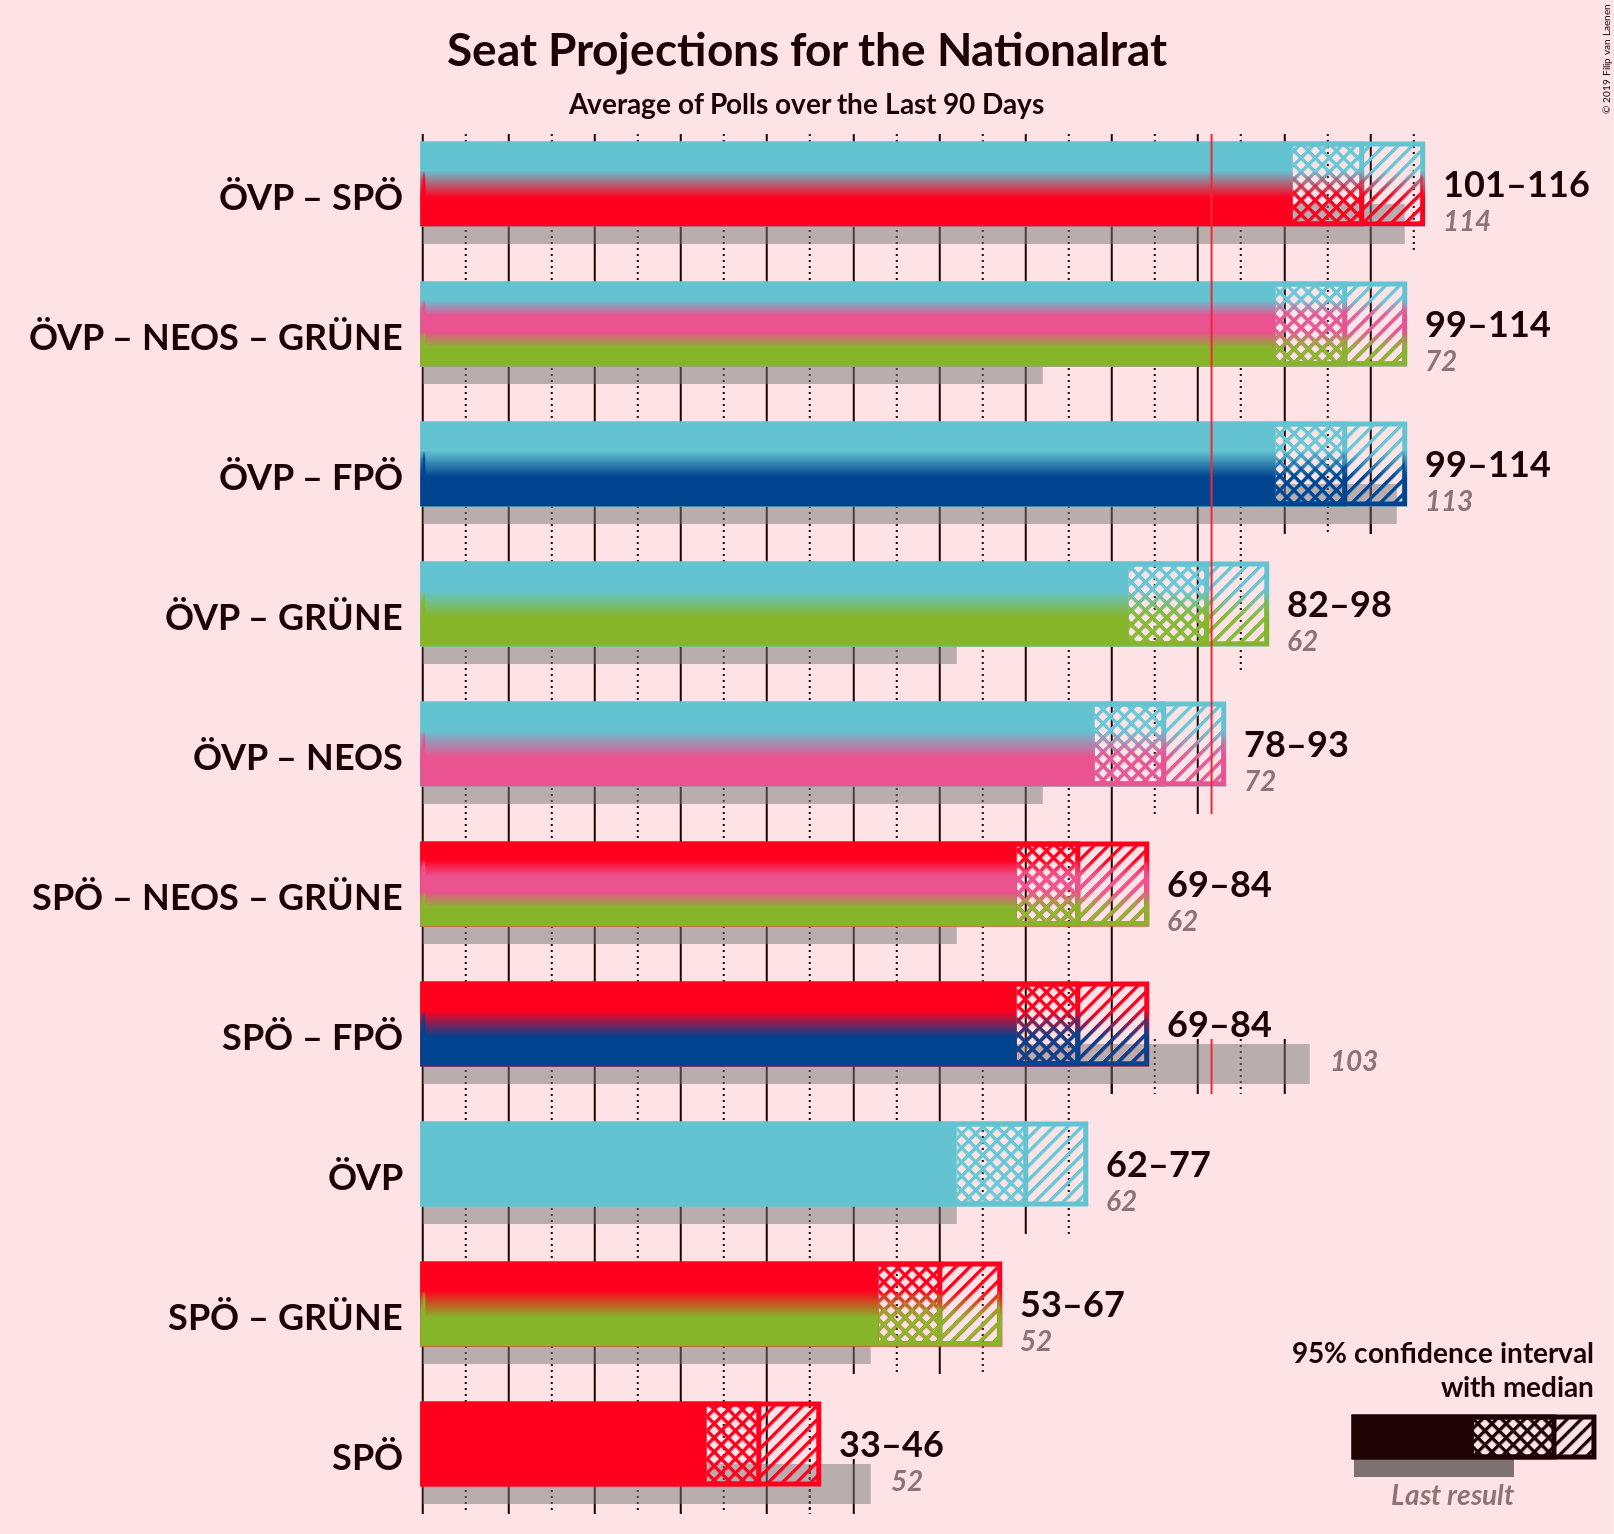 Seat Projections for the Nationalrat
Average of Polls over the Last 90 Days
© 2019 Filip van Laenen
ÖVP – SPÖ
101–116
114
ÖVP – NEOS – GRÜNE
99–114
72
ÖVP – FPÖ
99–114
113
ÖVP – GRÜNE
82–98
62
ÖVP – NEOS
78–93
72
SPÖ – NEOS – GRÜNE
69–84
62
SPÖ – FPÖ
69–84
103
ÖVP
62–77
62
SPÖ – GRÜNE
53–67
52
SPÖ
33–46
52
95% confidence interval
with median
Last result